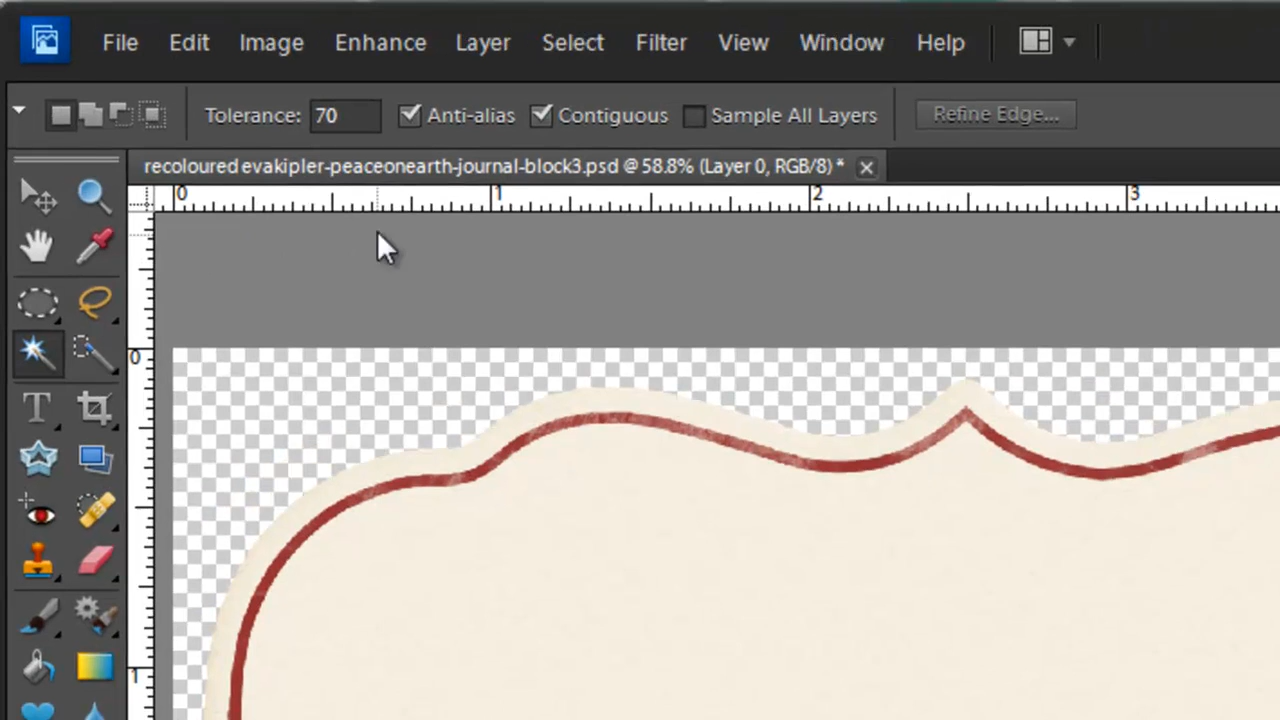 File Edit Image Enhance Layer Select Filter View Window Help
Tolerance: 70 Anti-alias Contiguous Sample All Layers Refine Edge...
recoloured evakipler-peaceonearth-journal-block3.psd @ 58.8% (Layer 0, RGB/8) *
0 1 2 3
T
0
1